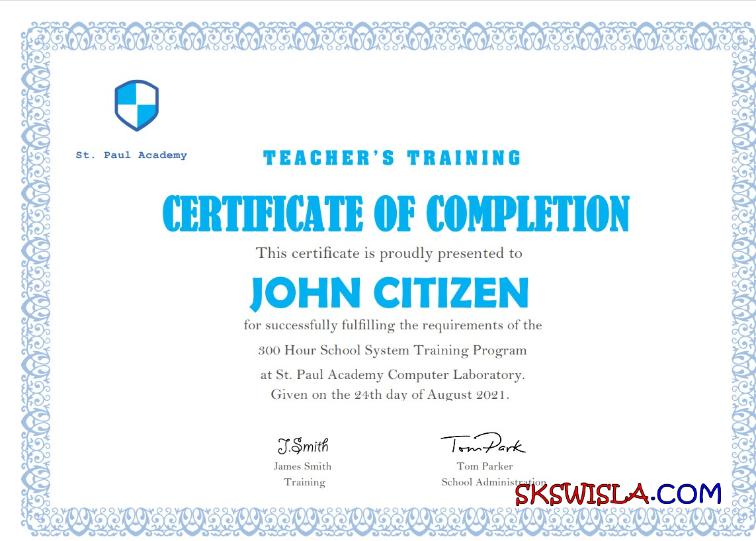 St. Paul Academy
TEACHER'S TRAINING
CERTIFICATE OF COMPLETION
This certificate is proudly presented to
JOHN CITIZEN
for successfully fulfilling the requirements of the
300 Hour School System Training Program
at St. Paul Academy Computer Laboratory.
Given on the 24th day of August 2021.
J.Smith TomPark
James Smith Tom Parker
Training School Administration
SKSWISLA.COM